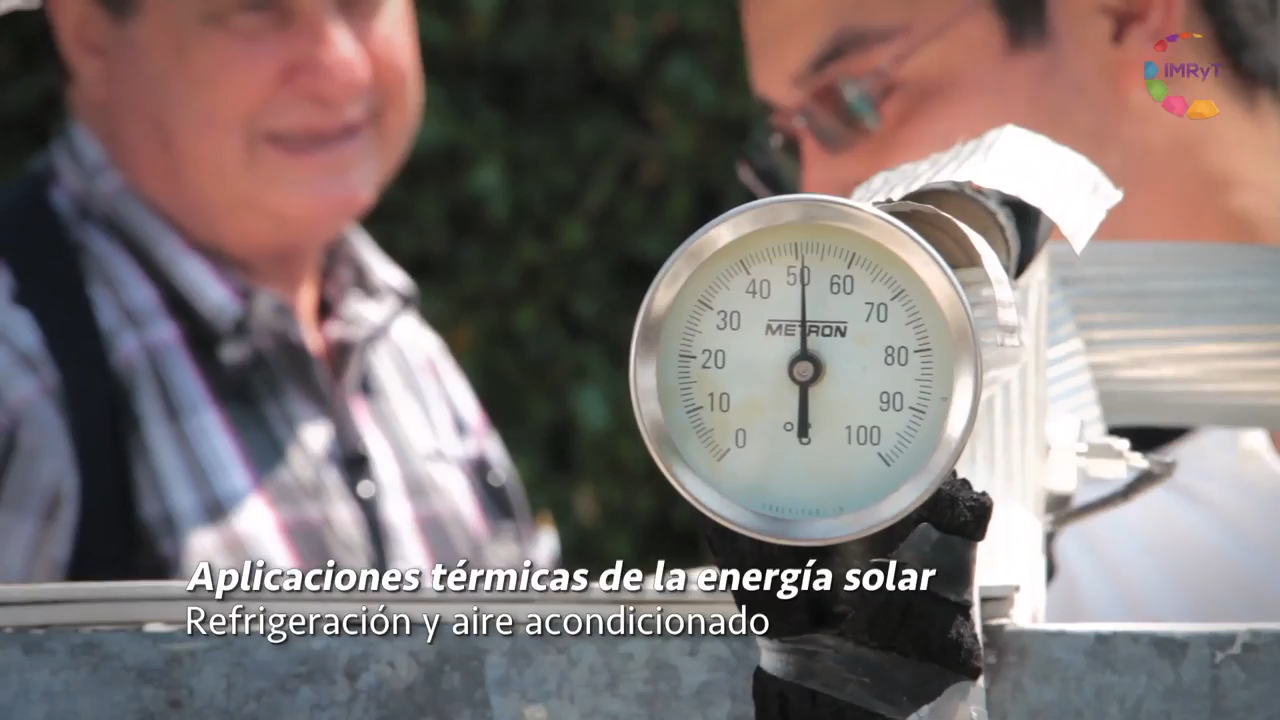 IMRyT
50
40 60
30 70
METRON
20 80
10 90
0 100
Aplicaciones térmicas de la energía solar
Refrigeración y aire acondicionado